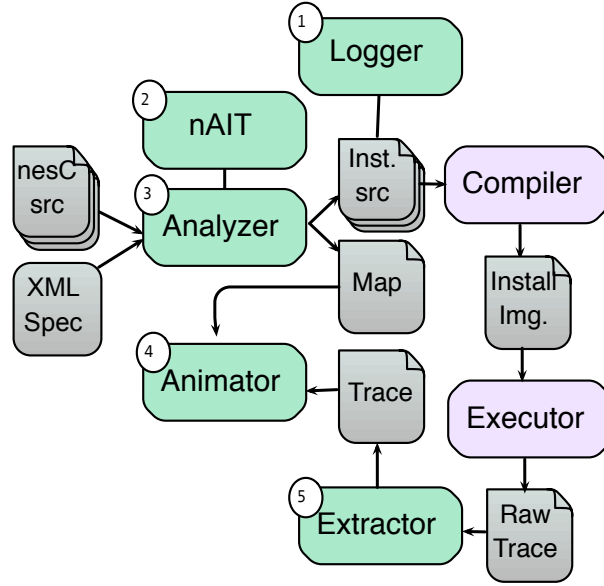 1
Logger
2
nAIT
nesC
src
3
Analyzer
Inst.
src
Compiler
XML
Spec
Map
Install
Img.
4
Animator
Trace
Executor
5
Extractor
Raw
Trace